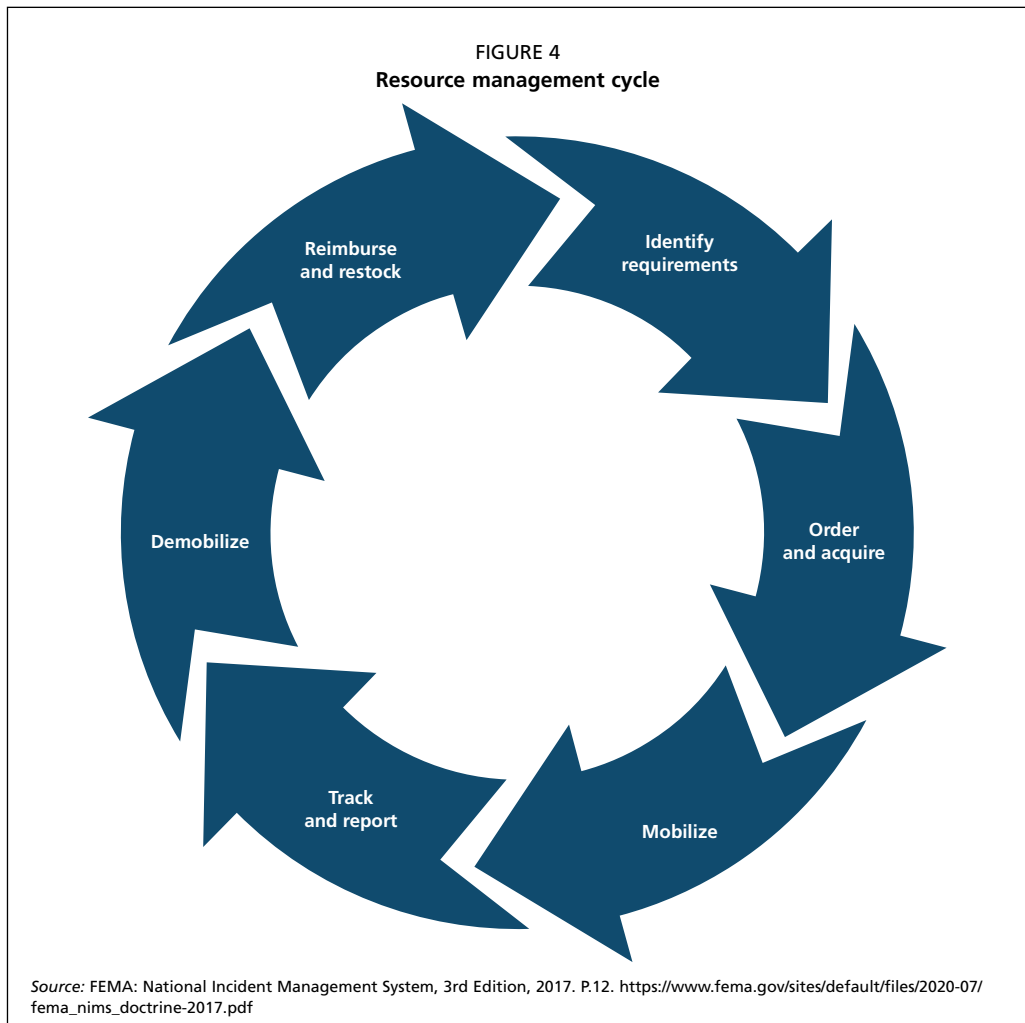 FIGURE 4
Resource management cycle
Identify
requirements
Order
and acquire
Mobilize
Track
and report
Demobilize
Reimburse
and restock
Source: FEMA: National Incident Management System, 3rd Edition, 2017. P.12. https://www.fema.gov/sites/default/files/2020-07/
fema_nims_doctrine-2017.pdf